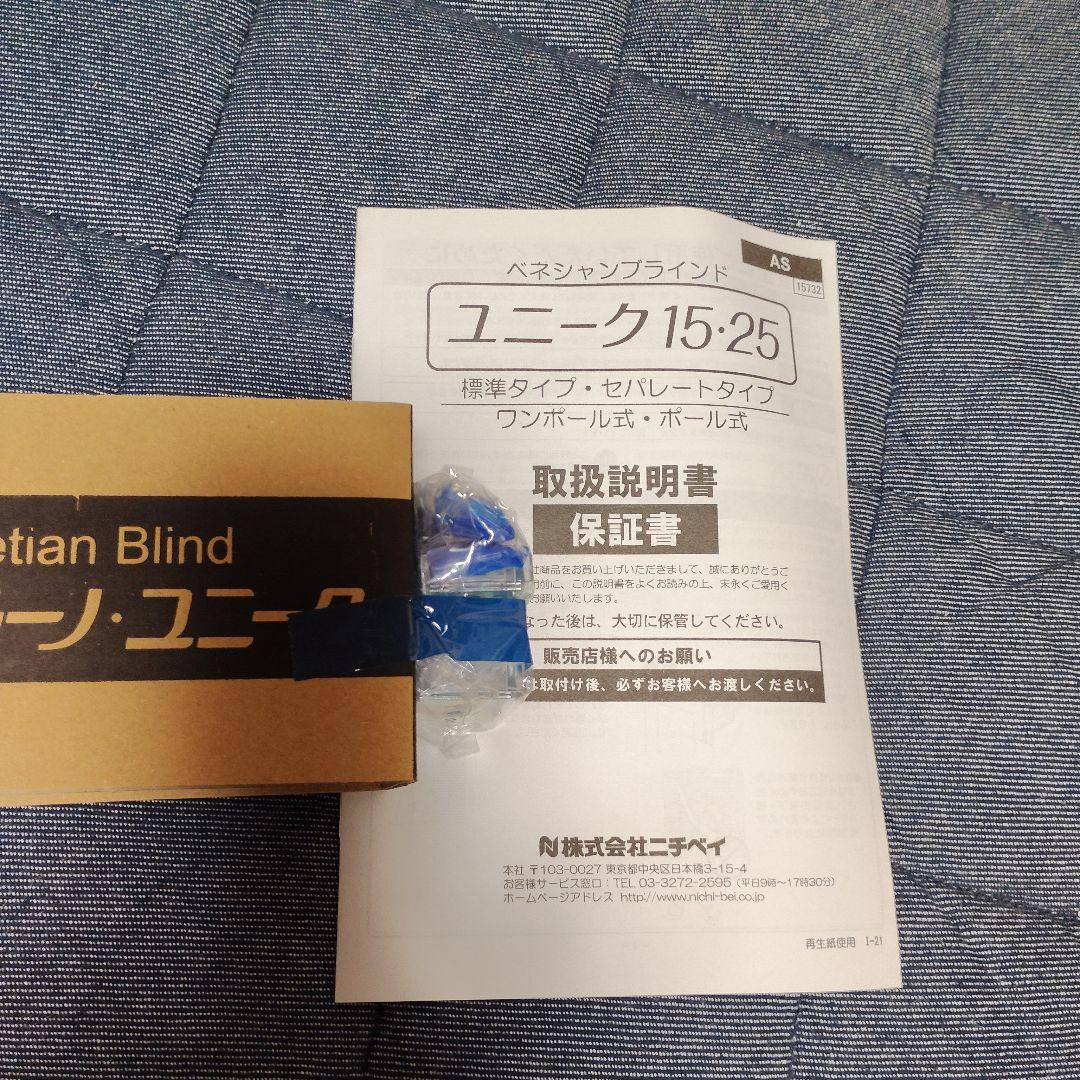 AS
15732
ベネシャンブラインド
ユニーク15・25
標準タイプ・セパレートタイプ
ワンポール式・ポール式
取扱説明書
保証書
商品をお買い上げいただきまして、誠にありがとうご
前に、この説明書をよくお読みの上、末永くご愛用く
お願いいたします。
なった後は、大切に保管してください。
販売店様へのお願い
は取付け後、必ずお客様へお渡しください。
etian Blind
ーノ・ユニーク
株式会社ニチベイ
本社 〒103-0027 東京都中央区日本橋3-15-4
お客様サービス窓口:TEL 03-3272-2595(平日9時~17時30分)
ホームページアドレス http://www.nichi-bei.co.jp
再生紙使用 I-21